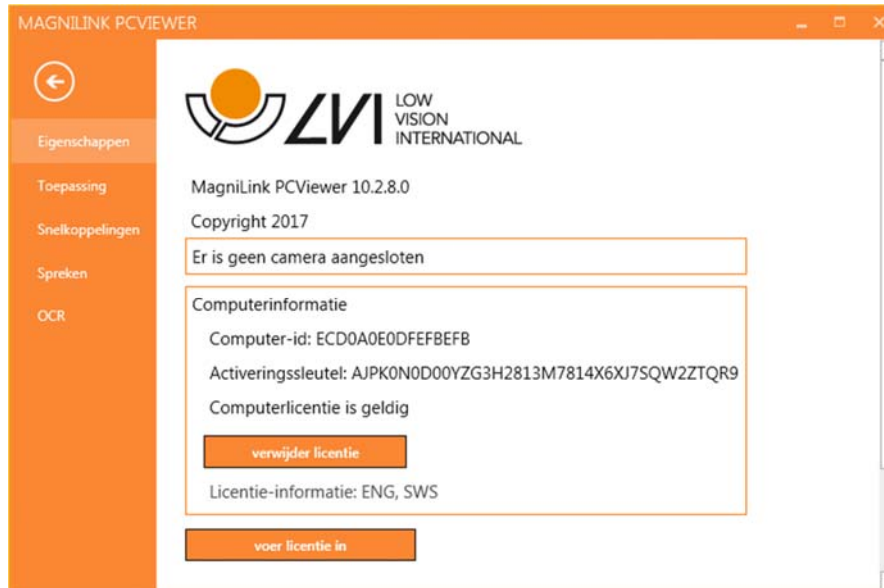 MAGNILINK PCVIEWER
Eigenschappen
Toepassing
Snelkoppelingen
Spreken
OCR
LVI LOW
VISION
INTERNATIONAL
MagniLink PCViewer 10.2.8.0
Copyright 2017
Er is geen camera aangesloten
Computerinformatie
Computer-id: ECD0A0E0DFEFBEFB
Activeringssleutel: AJPK0N0D00YZG3H2813M7814X6XJ7SQW2ZTQR9
Computerlicentie is geldig
verwijder licentie
Licentie-informatie: ENG, SWS
voer licentie in